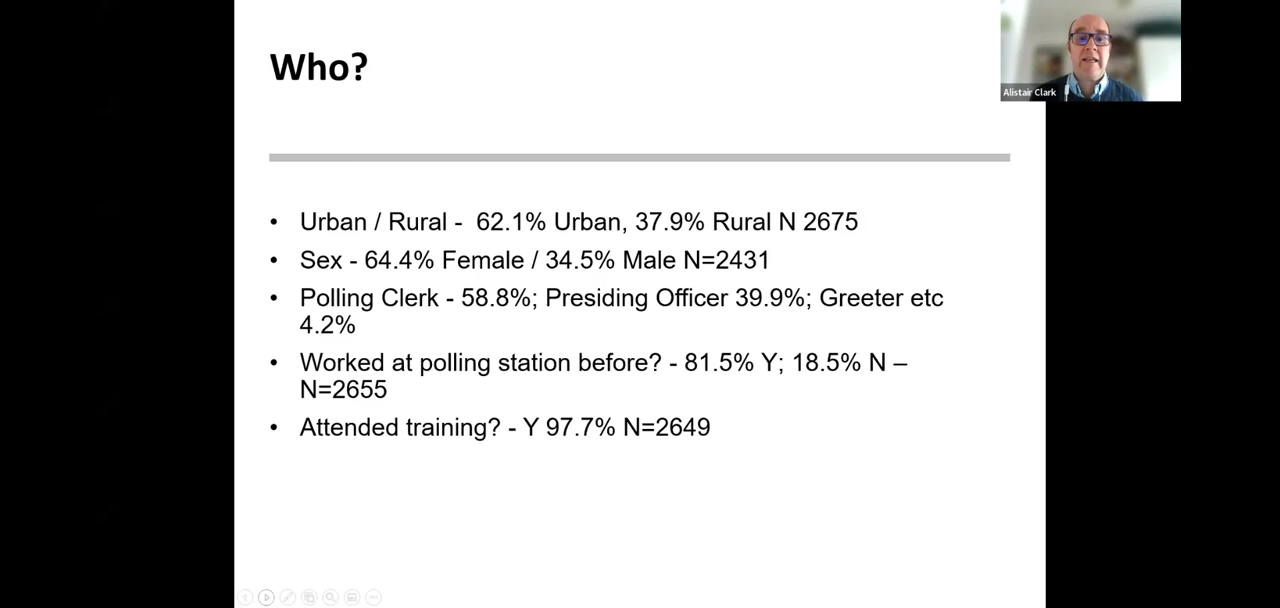 Who?
Alistair Clark
• Urban / Rural -  62.1% Urban, 37.9% Rural N 2675
• Sex - 64.4% Female / 34.5% Male N=2431
• Polling Clerk - 58.8%; Presiding Officer 39.9%; Greeter etc
4.2%
• Worked at polling station before? - 81.5% Y; 18.5% N –
N=2655
• Attended training? - Y 97.7% N=2649